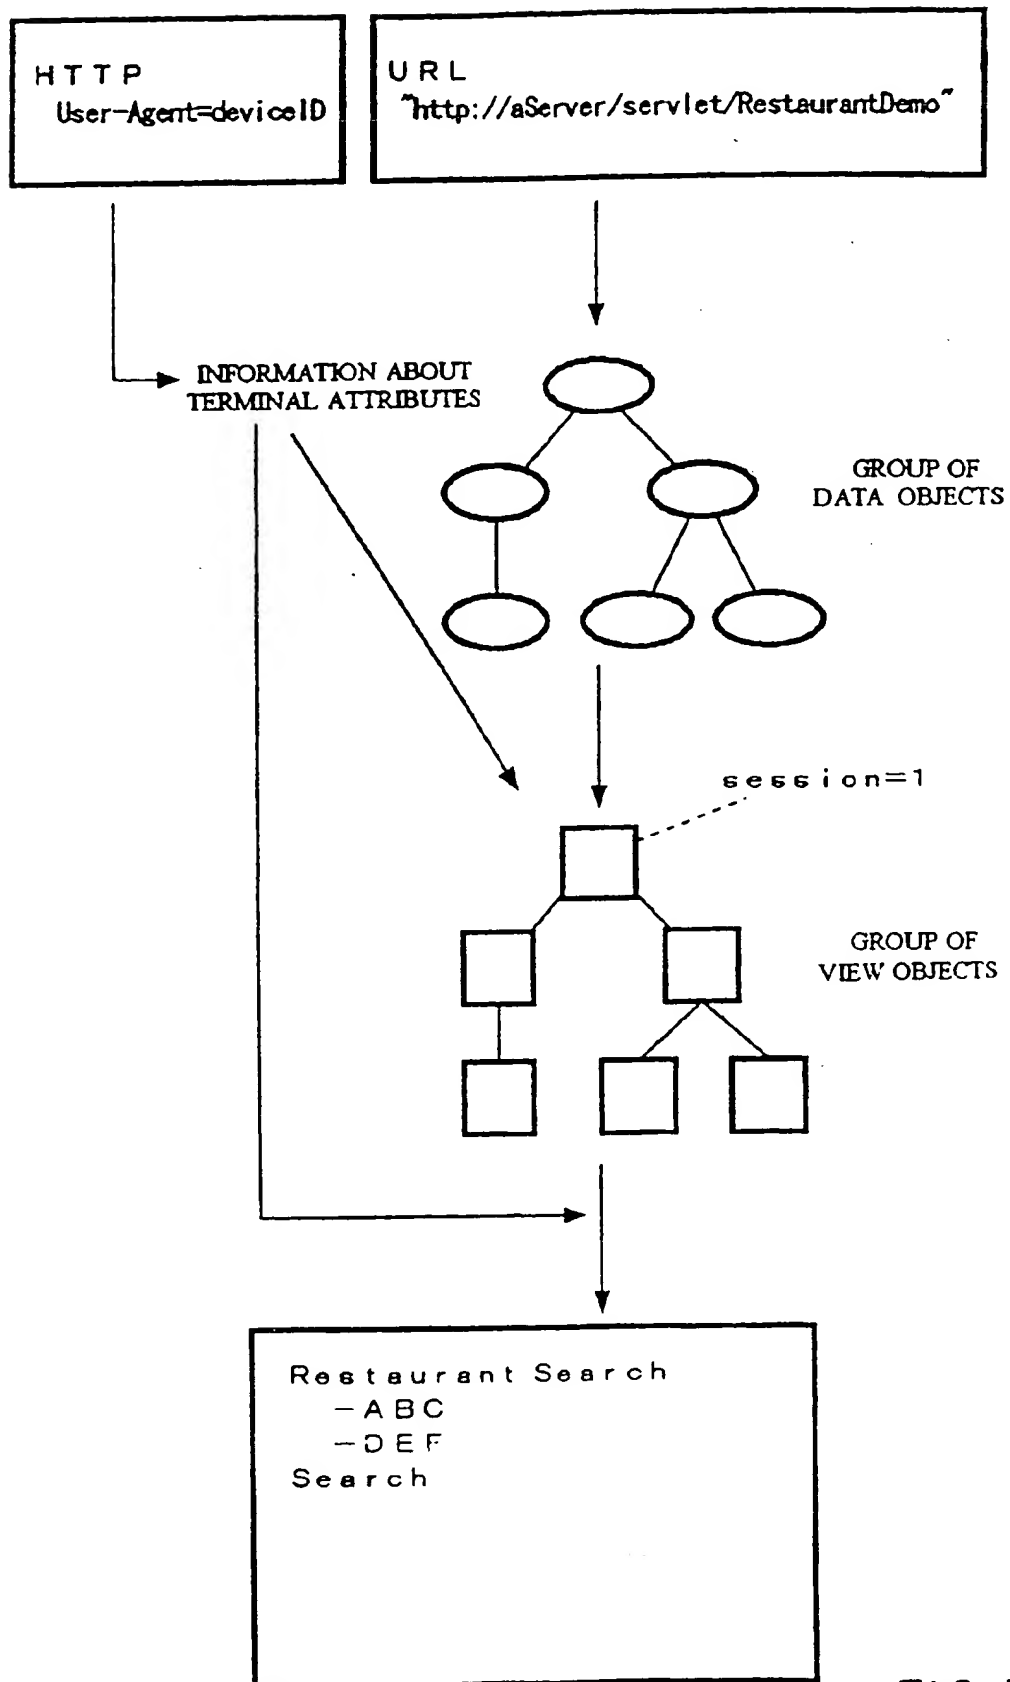 HTTP
User-Agent=deviceID
URL
"http://aServer/servlet/RestaurantDemo"
INFORMATION ABOUT
TERMINAL ATTRIBUTES
GROUP OF
DATA OBJECTS
session=1
GROUP OF
VIEW OBJECTS
Restaurant Search
-ABC
-DEF
Search